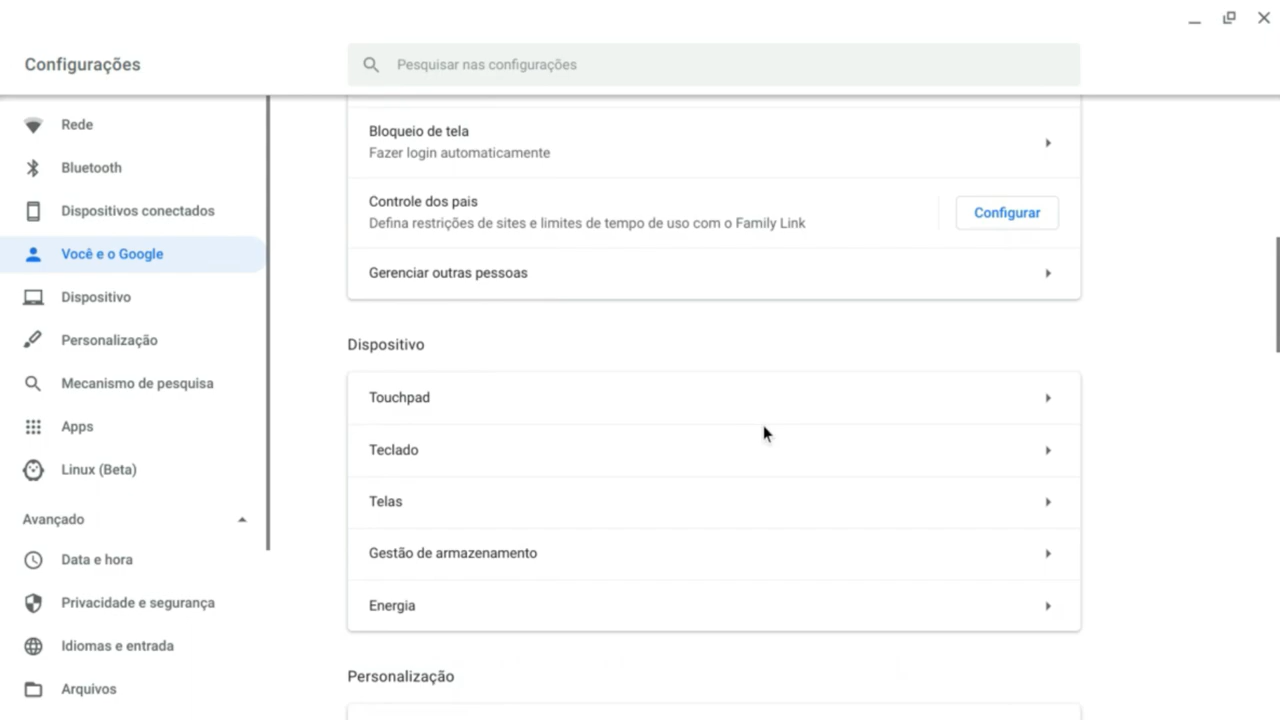 Configurações
Pesquisar nas configurações
Rede
Bluetooth
Dispositivos conectados
Você e o Google
Dispositivo
Personalização
Mecanismo de pesquisa
Apps
Linux (Beta)
Avançado
Data e hora
Privacidade e segurança
Idiomas e entrada
Arquivos
Bloqueio de tela
Fazer login automaticamente
Controle dos pais
Defina restrições de sites e limites de tempo de uso com o Family Link
Configurar
Gerenciar outras pessoas
Dispositivo
Touchpad
Teclado
Telas
Gestão de armazenamento
Energia
Personalização